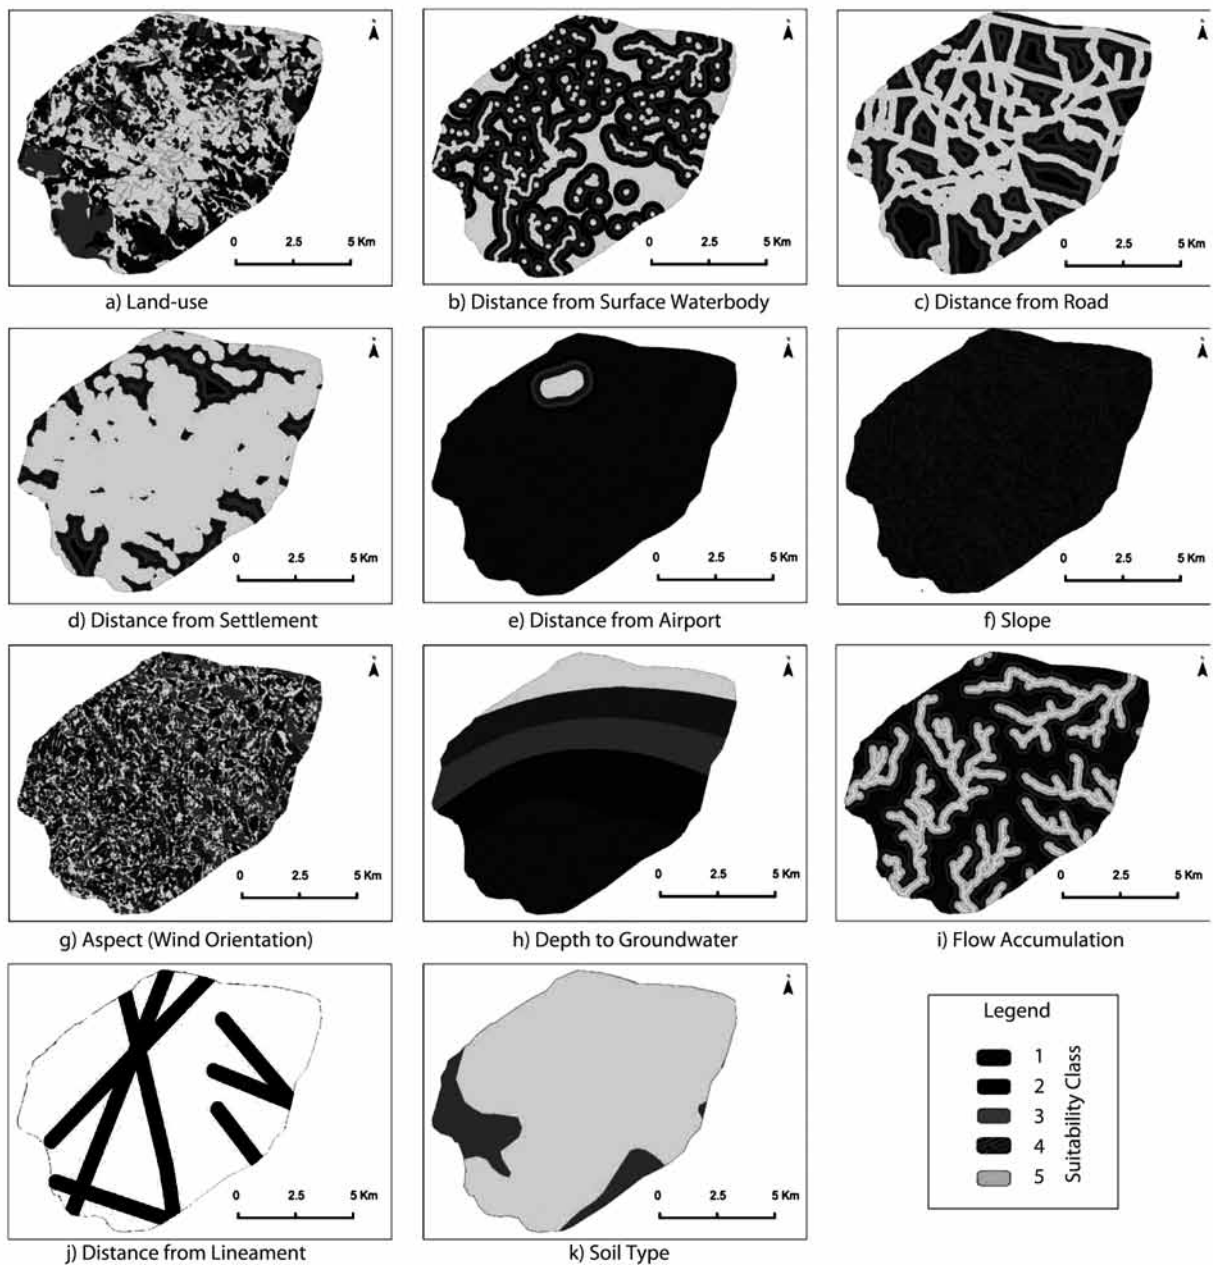 0 2.5 5 Km
a) Land-use
0 2.5 5 Km
b) Distance from Surface Waterbody
0 2.5 5 Km
c) Distance from Road
0 2.5 5 Km
d) Distance from Settlement
0 2.5 5 Km
e) Distance from Airport
0 2.5 5 Km
f) Slope
0 2.5 5 Km
g) Aspect (Wind Orientation)
0 2.5 5 Km
h) Depth to Groundwater
0 2.5 5 Km
i) Flow Accumulation
0 2.5 5 Km
j) Distance from Lineament
0 2.5 5 Km
k) Soil Type
Legend
1
2
3
4
5
Suitability Class